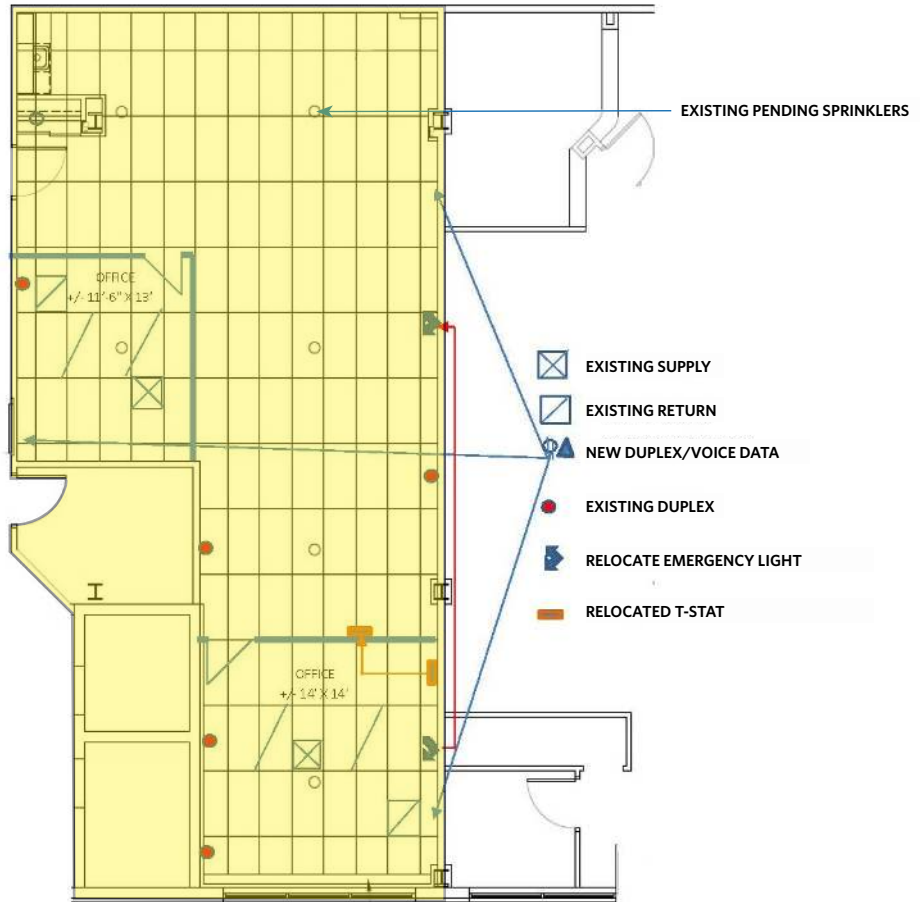 EXISTING PENDING SPRINKLERS
OFFICE
+/- 11'-6" X 13'
EXISTING SUPPLY
EXISTING RETURN
NEW DUPLEX/VOICE DATA
EXISTING DUPLEX
RELOCATE EMERGENCY LIGHT
RELOCATED T-STAT
OFFICE
+/- 14' X 14'